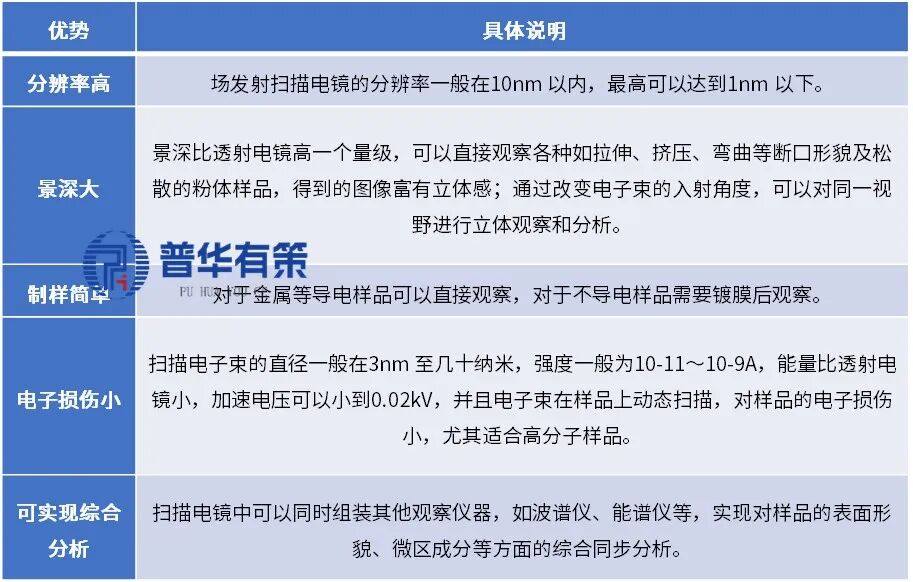 优势
具体说明
分辨率高
场发射扫描电镜的分辨率一般在10nm 以内，最高可以达到1nm 以下。
景深大
景深比透射电镜高一个量级，可以直接观察各种如拉伸、挤压、弯曲等断口形貌及松
散的粉体样品，得到的图像富有立体感；通过改变电子束的入射角度，可以对同一视
野进行立体观察和分析。
普华有策
制样简单
对于金属等导电样品可以直接观察，对于不导电样品需要镀膜后观察。
电子损伤小
扫描电子束的直径一般在3nm 至几十纳米，强度一般为10-11～10-9A，能量比透射电
镜小，加速电压可以小到0.02kV，并且电子束在样品上动态扫描，对样品的电子损伤
小，尤其适合高分子样品。
可实现综合
分析
扫描电镜中可以同时组装其他观察仪器，如波谱仪、能谱仪等，实现对样品的表面形
貌、微区成分等方面的综合同步分析。